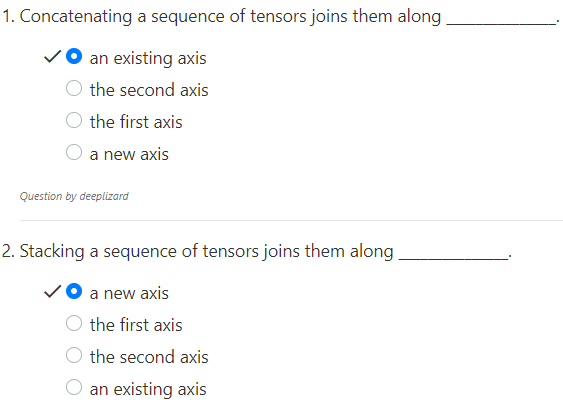 1. Concatenating a sequence of tensors joins them along ______________.
an existing axis
the second axis
the first axis
a new axis
Question by deeplizard
2. Stacking a sequence of tensors joins them along ______________.
a new axis
the first axis
the second axis
an existing axis